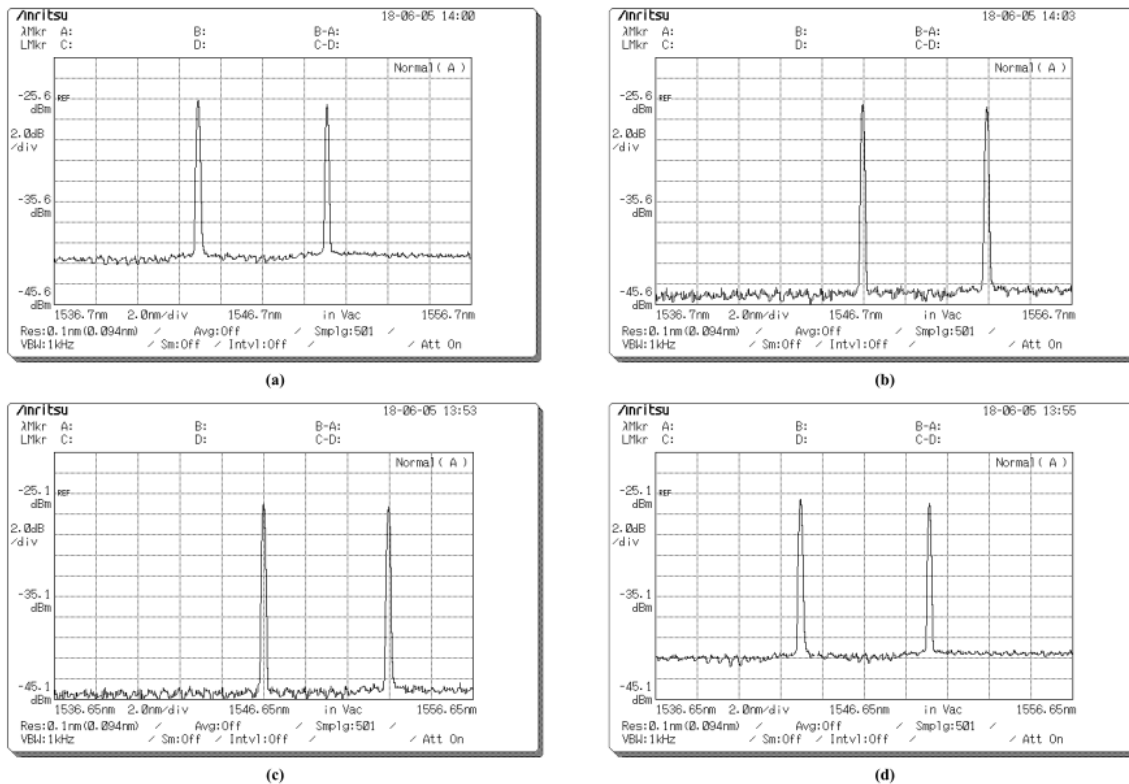 Anritsu 18-06-05 14:00
λMkr A: B: B-A:
LMkr C: D: C-D:
Normal( A )
-25.6
dBm
REF
2.0dB
/div
-35.6
dBm
-45.6
dBm
1536.7nm 2.0nm/div 1546.7nm in Vac 1556.7nm
Res:0.1nm(0.094nm) / Avg:Off / Smplg:501 /
VBW:1kHz / Sm:Off / Intvl:Off / / Att On
(a)
Anritsu 18-06-05 14:03
λMkr A: B: B-A:
LMkr C: D: C-D:
Normal( A )
-25.6
dBm
REF
2.0dB
/div
-35.6
dBm
-45.6
dBm
1536.7nm 2.0nm/div 1546.7nm in Vac 1556.7nm
Res:0.1nm(0.094nm) / Avg:Off / Smplg:501 /
VBW:1kHz / Sm:Off / Intvl:Off / / Att On
(b)
Anritsu 18-06-05 13:53
λMkr A: B: B-A:
LMkr C: D: C-D:
Normal( A )
-25.1
dBm
REF
2.0dB
/div
-35.1
dBm
-45.1
dBm
1536.65nm 2.0nm/div 1546.65nm in Vac 1556.65nm
Res:0.1nm(0.094nm) / Avg:Off / Smplg:501 /
VBW:1kHz / Sm:Off / Intvl:Off / / Att On
(c)
Anritsu 18-06-05 13:55
λMkr A: B: B-A:
LMkr C: D: C-D:
Normal( A )
-25.1
dBm
REF
2.0dB
/div
-35.1
dBm
-45.1
dBm
1536.65nm 2.0nm/div 1546.65nm in Vac 1556.65nm
Res:0.1nm(0.094nm) / Avg:Off / Smplg:501 /
VBW:1kHz / Sm:Off / Intvl:Off / / Att On
(d)